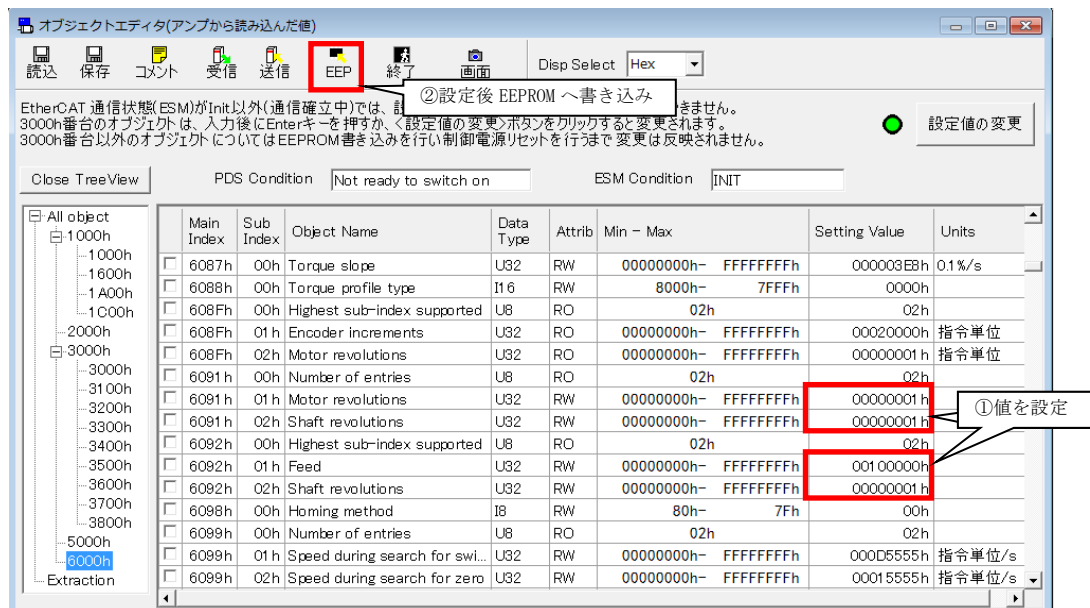 オブジェクトエディタ(アンプから読み込んだ値)
読込 保存 コメント 受信 送信 EEP 終了 画面 Disp Select Hex
②設定後 EEPROM へ書き込み
EtherCAT 通信状態(ESM)がInit以外(通信確立中)では、 きません。
3000h番台のオブジェクトは、入力後にEnterキーを押すか、<設定値の変更>ボタンをクリックすると変更されます。
3000h番台以外のオブジェクトについてはEEPROM書き込みを行い制御電源リセットを行うまで変更は反映されません。
設定値の変更
Close TreeView PDS Condition Not ready to switch on ESM Condition INIT
All object
1000h
1000h
1600h
1A00h
1C00h
2000h
3000h
3000h
3100h
3200h
3300h
3400h
3500h
3600h
3700h
3800h
5000h
6000h
Extraction
Main Index Sub Index Object Name Data Type Attrib Min - Max Setting Value Units
6087h 00h Torque slope U32 RW 00000000h- FFFFFFFFh 000003E8h 0.1%/s
6088h 00h Torque profile type I16 RW 8000h- 7FFFh 0000h
608Fh 00h Highest sub-index supported U8 RO 02h 02h
608Fh 01h Encoder increments U32 RO 00000000h- FFFFFFFFh 00020000h 指令単位
608Fh 02h Motor revolutions U32 RO 00000000h- FFFFFFFFh 00000001h 指令単位
6091h 00h Number of entries U8 RO 02h 02h
6091h 01h Motor revolutions U32 RW 00000000h- FFFFFFFFh 00000001h
6091h 02h Shaft revolutions U32 RW 00000000h- FFFFFFFFh 00000001h
6092h 00h Highest sub-index supported U8 RO 02h 02h
6092h 01h Feed U32 RW 00000000h- FFFFFFFFh 00100000h
6092h 02h Shaft revolutions U32 RW 00000000h- FFFFFFFFh 00000001h
6098h 00h Homing method I8 RW 80h- 7Fh 00h
6099h 00h Number of entries U8 RO 02h 02h
6099h 01h Speed during search for swi... U32 RW 00000000h- FFFFFFFFh 000D5555h 指令単位/s
6099h 02h Speed during search for zero U32 RW 00000000h- FFFFFFFFh 00015555h 指令単位/s
①値を設定